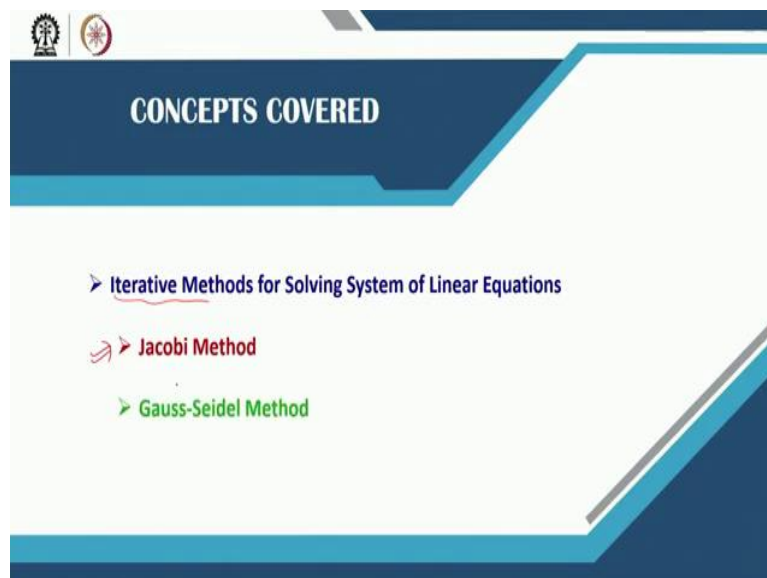 CONCEPTS COVERED
➢ Iterative Methods for Solving System of Linear Equations
➢ Jacobi Method
➢ Gauss-Seidel Method